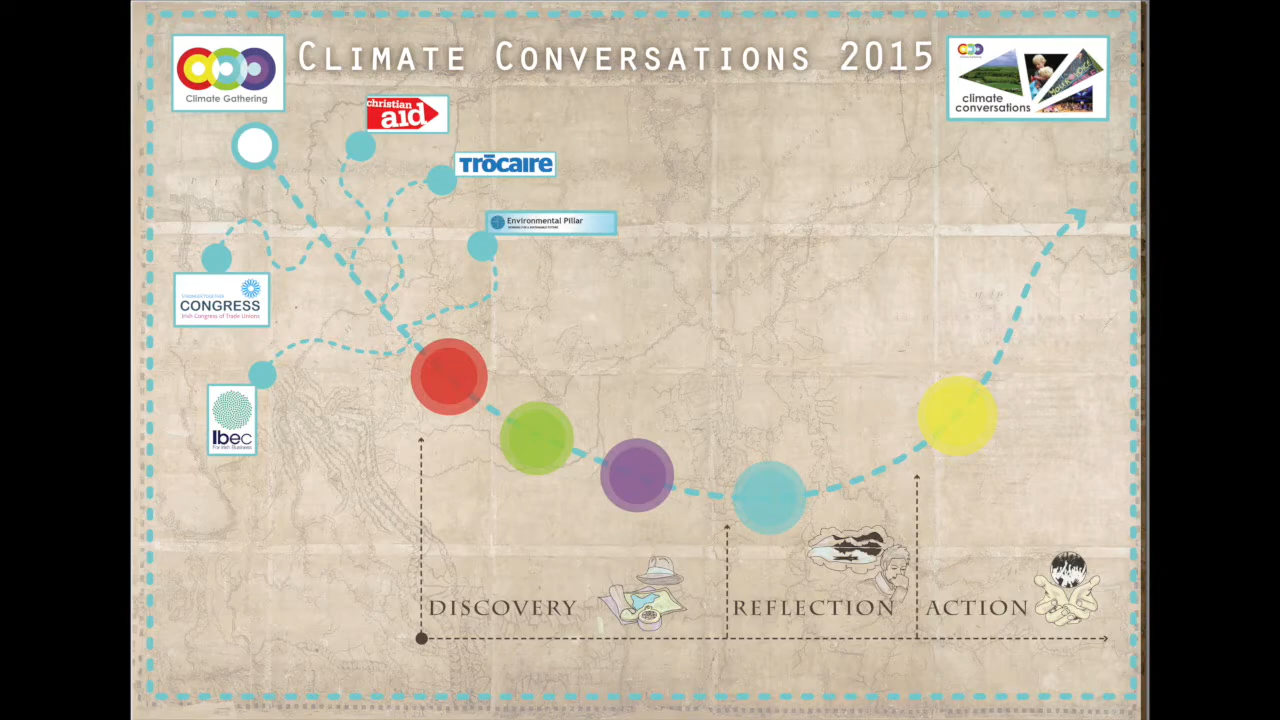 Climate Conversations 2015
Climate Gathering
climate
conversations
christian
aid
Trócaire
Environmental Pillar
CONGRESS
Irish Congress of Trade Unions
Ibec
For Irish Business
DISCOVERY
REFLECTION
ACTION